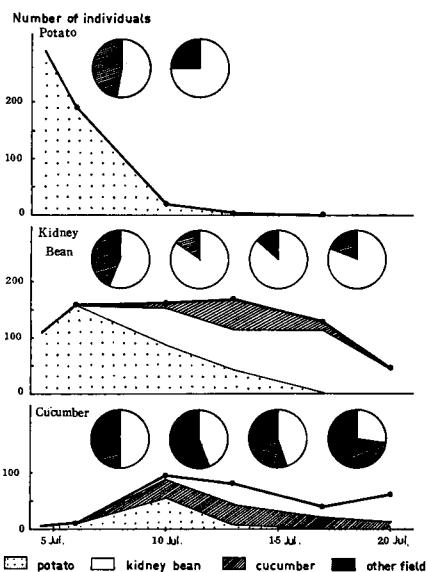 Number of individuals
Potato
200
100
0
Kidney
Bean
200
100
0
Cucumber
100
0
5 Jul.
10 Jul.
15 Jul.
20 Jul.
potato
kidney bean
cucumber
other field